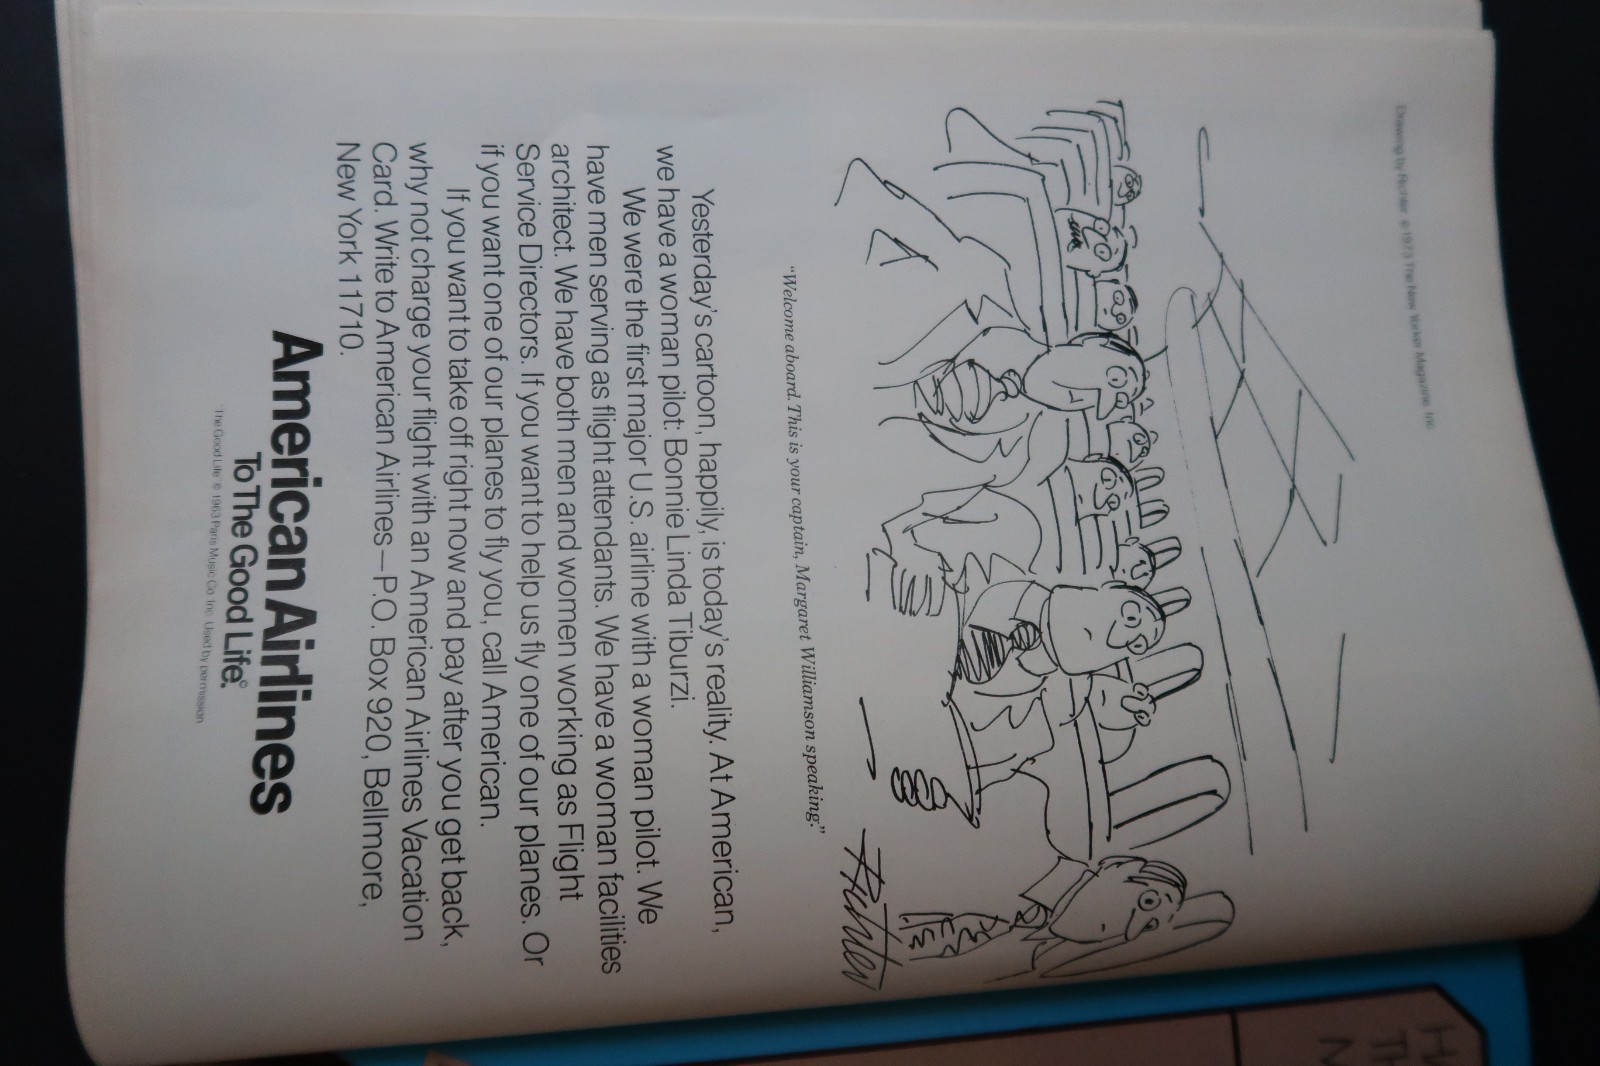 Drawing by Richter © 1973 The New Yorker Magazine, Inc.
Richter
"Welcome aboard. This is your captain, Margaret Williamson speaking."
Yesterday's cartoon, happily, is today's reality. At American,
we have a woman pilot: Bonnie Linda Tiburzi.
We were the first major U.S. airline with a woman pilot. We
have men serving as flight attendants. We have a woman facilities
architect. We have both men and women working as Flight
Service Directors. If you want to help us fly one of our planes. Or
if you want one of our planes to fly you, call American.
If you want to take off right now and pay after you get back,
why not charge your flight with an American Airlines Vacation
Card. Write to American Airlines—P.O. Box 920, Bellmore,
New York 11710.
American Airlines
To The Good Life.©
"The Good Life" © 1963 Paris Music Co. Inc. Used by permission